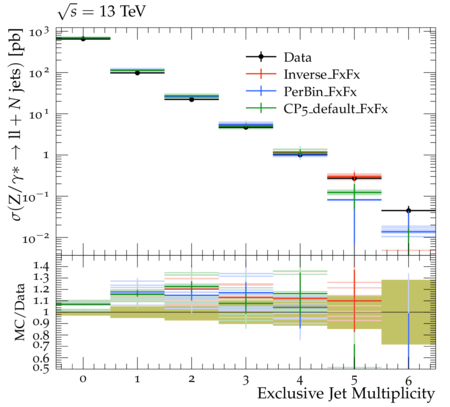 √s = 13 TeV
σ(Z/γ* → ll + N jets) [pb]
10³
10²
10¹
1
10⁻¹
10⁻²
Data
Inverse_FxFx
PerBin_FxFx
CP5_default_FxFx
MC/Data
1.4
1.3
1.2
1.1
1
0.9
0.8
0.7
0.6
0.5
0 1 2 3 4 5 6
Exclusive Jet Multiplicity